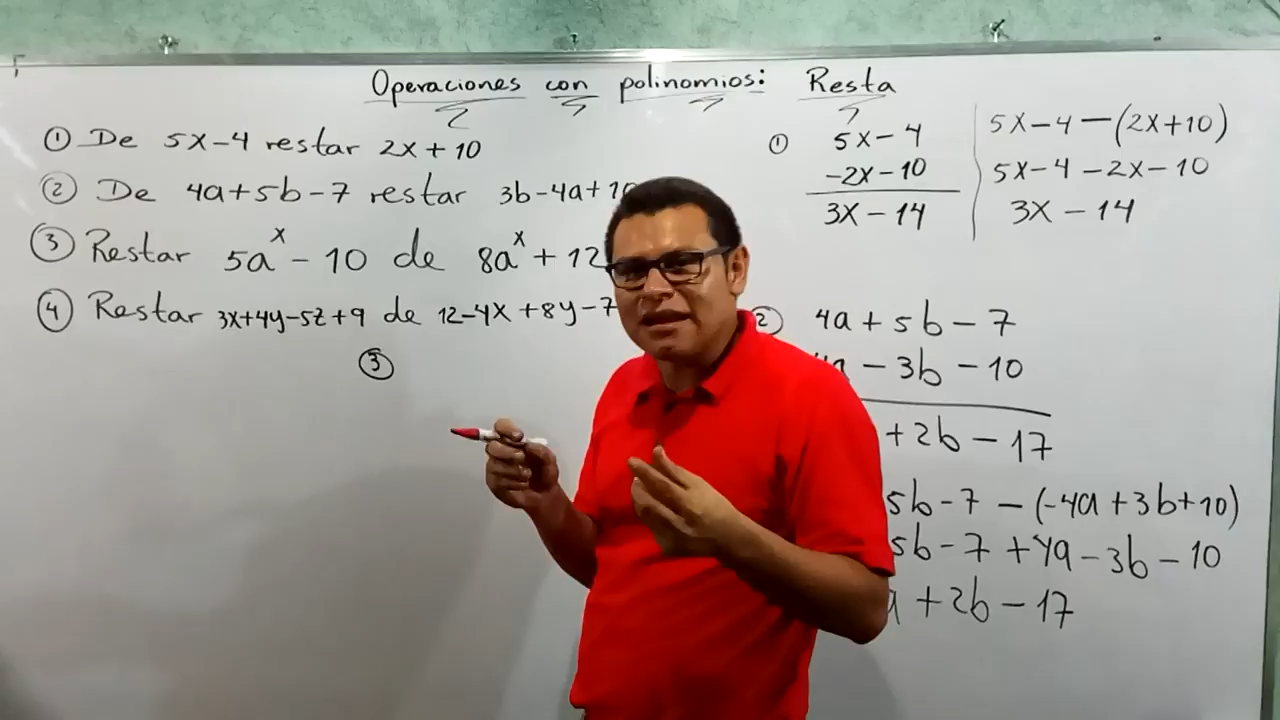 Operaciones con polinomios: Resta
① De 5x-4 restar 2x + 10
② De 4a+5b-7 restar 3b-4a+10
③ Restar 5aˣ - 10 de 8aˣ + 12
④ Restar 3x+4y-5z+9 de 12-4x+8y-7
③
① 5x - 4
-2x - 10
3x - 14
5x-4-(2x+10)
5x-4-2x-10
3x - 14
② 4a + 5b - 7
- 3b - 10
+ 2b - 17
5b-7 - (-4a+3b+10)
5b-7 +4a-3b-10
+ 2b - 17